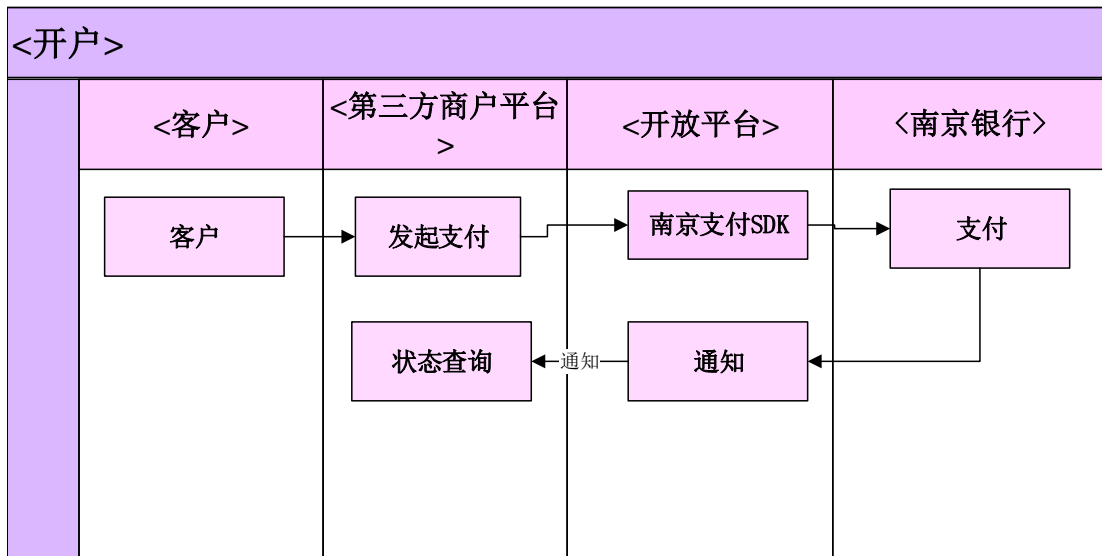 <开户>
<客户>
<第三方商户平台
>
<开放平台>
<南京银行>
客户
发起支付
南京支付SDK
支付
状态查询
通知
通知